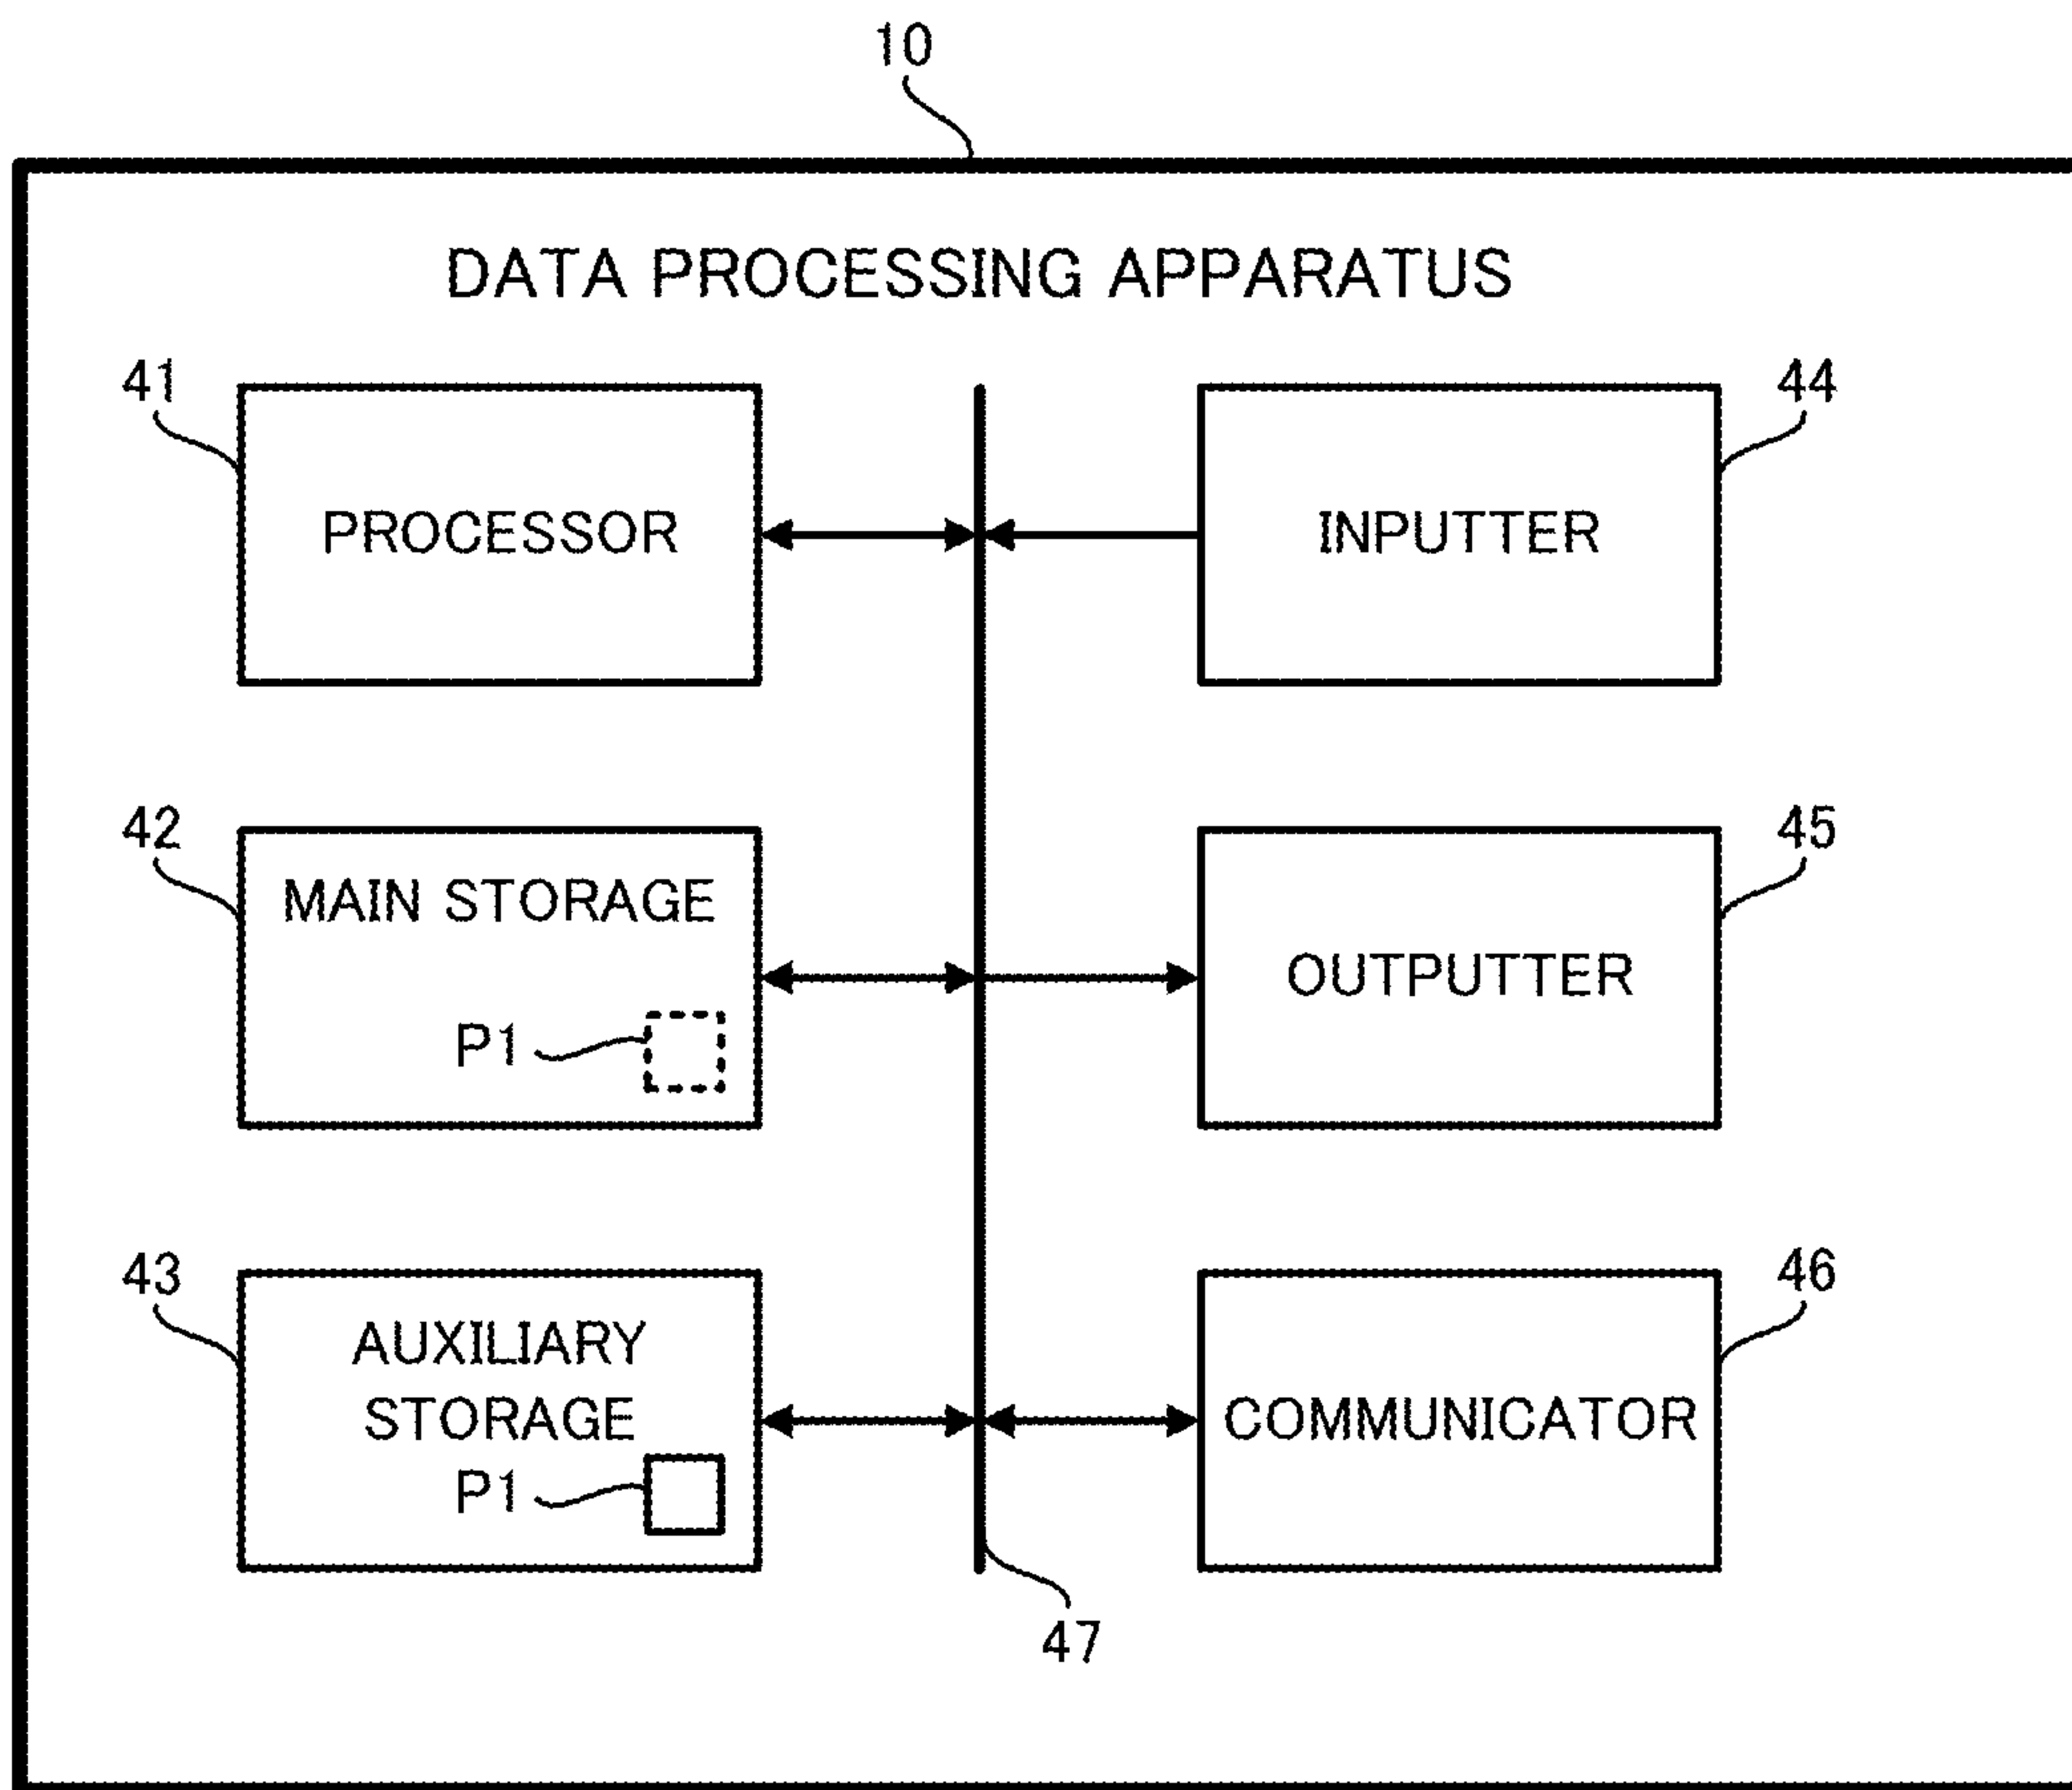 10
DATA PROCESSING APPARATUS
41
PROCESSOR
44
INPUTTER
42
MAIN STORAGE
P1
45
OUTPUTTER
43
AUXILIARY
STORAGE
P1
46
COMMUNICATOR
47